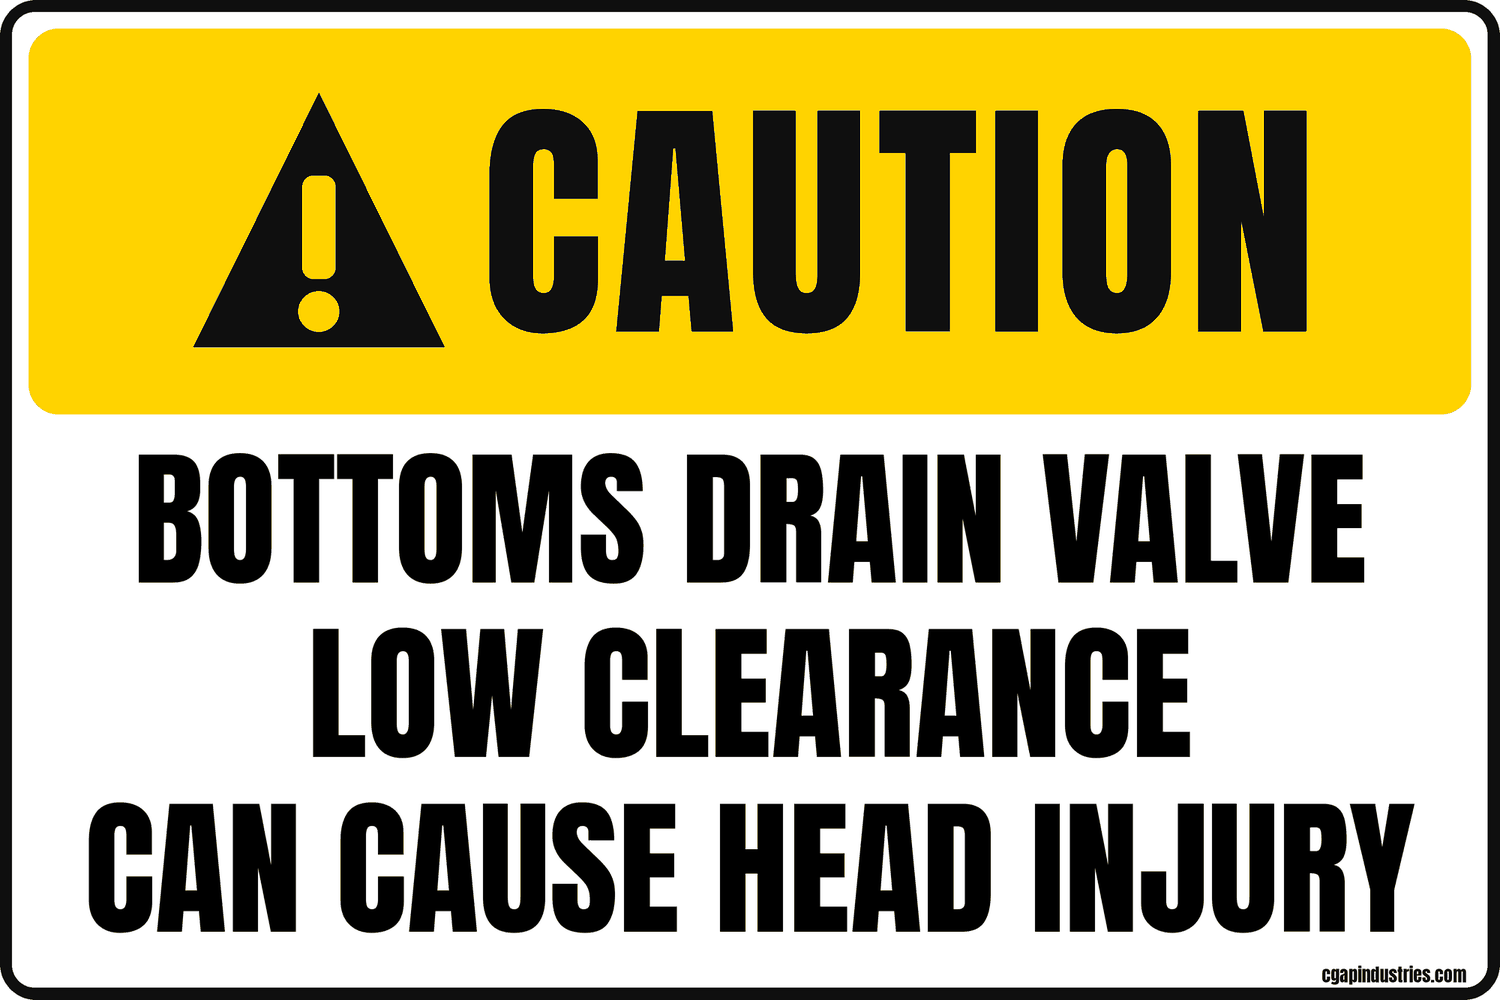 CAUTION
BOTTOMS DRAIN VALVE
LOW CLEARANCE
CAN CAUSE HEAD INJURY
cgapindustries.com